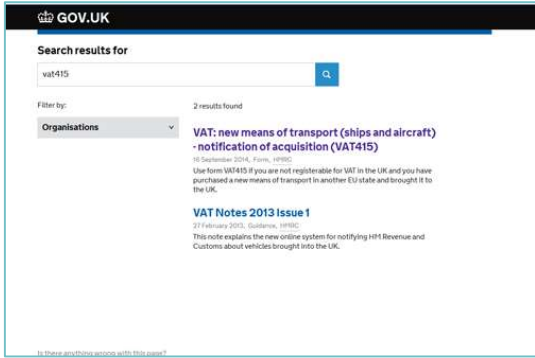 GOV.UK
Search results for
vat415
Filter by:
2 results found
Organisations
VAT: new means of transport (ships and aircraft)
- notification of acquisition (VAT415)
16 September 2014, Form, HMRC
Use form VAT415 if you are not registerable for VAT in the UK and you have
purchased a new means of transport in another EU state and brought it to
the UK.
VAT Notes 2013 Issue 1
27 February 2013, Guidance, HMRC
This note explains the new online system for notifying HM Revenue and
Customs about vehicles brought into the UK.
Is there anything wrong with this page?